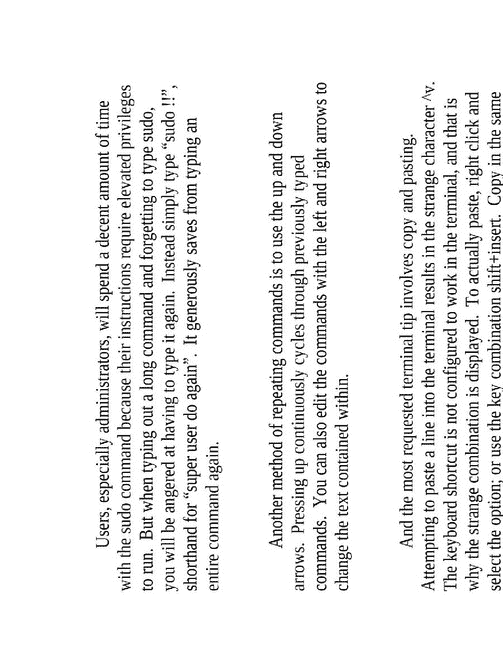 Users, especially administrators, will spend a decent amount of time
with the sudo command because their instructions require elevated privileges
to run.  But when typing out a long command and forgetting to type sudo,
you will be angered at having to type it again.  Instead simply type “sudo !!”,
shorthand for “super user do again”.  It generously saves from typing an
entire command again.
Another method of repeating commands is to use the up and down
arrows.  Pressing up continuously cycles through previously typed
commands.  You can also edit the commands with the left and right arrows to
change the text contained within.
And the most requested terminal tip involves copy and pasting.
Attempting to paste a line into the terminal results in the strange character ^v.
The keyboard shortcut is not configured to work in the terminal, and that is
why the strange combination is displayed.  To actually paste, right click and
select the option; or use the key combination shift+insert.  Copy in the same